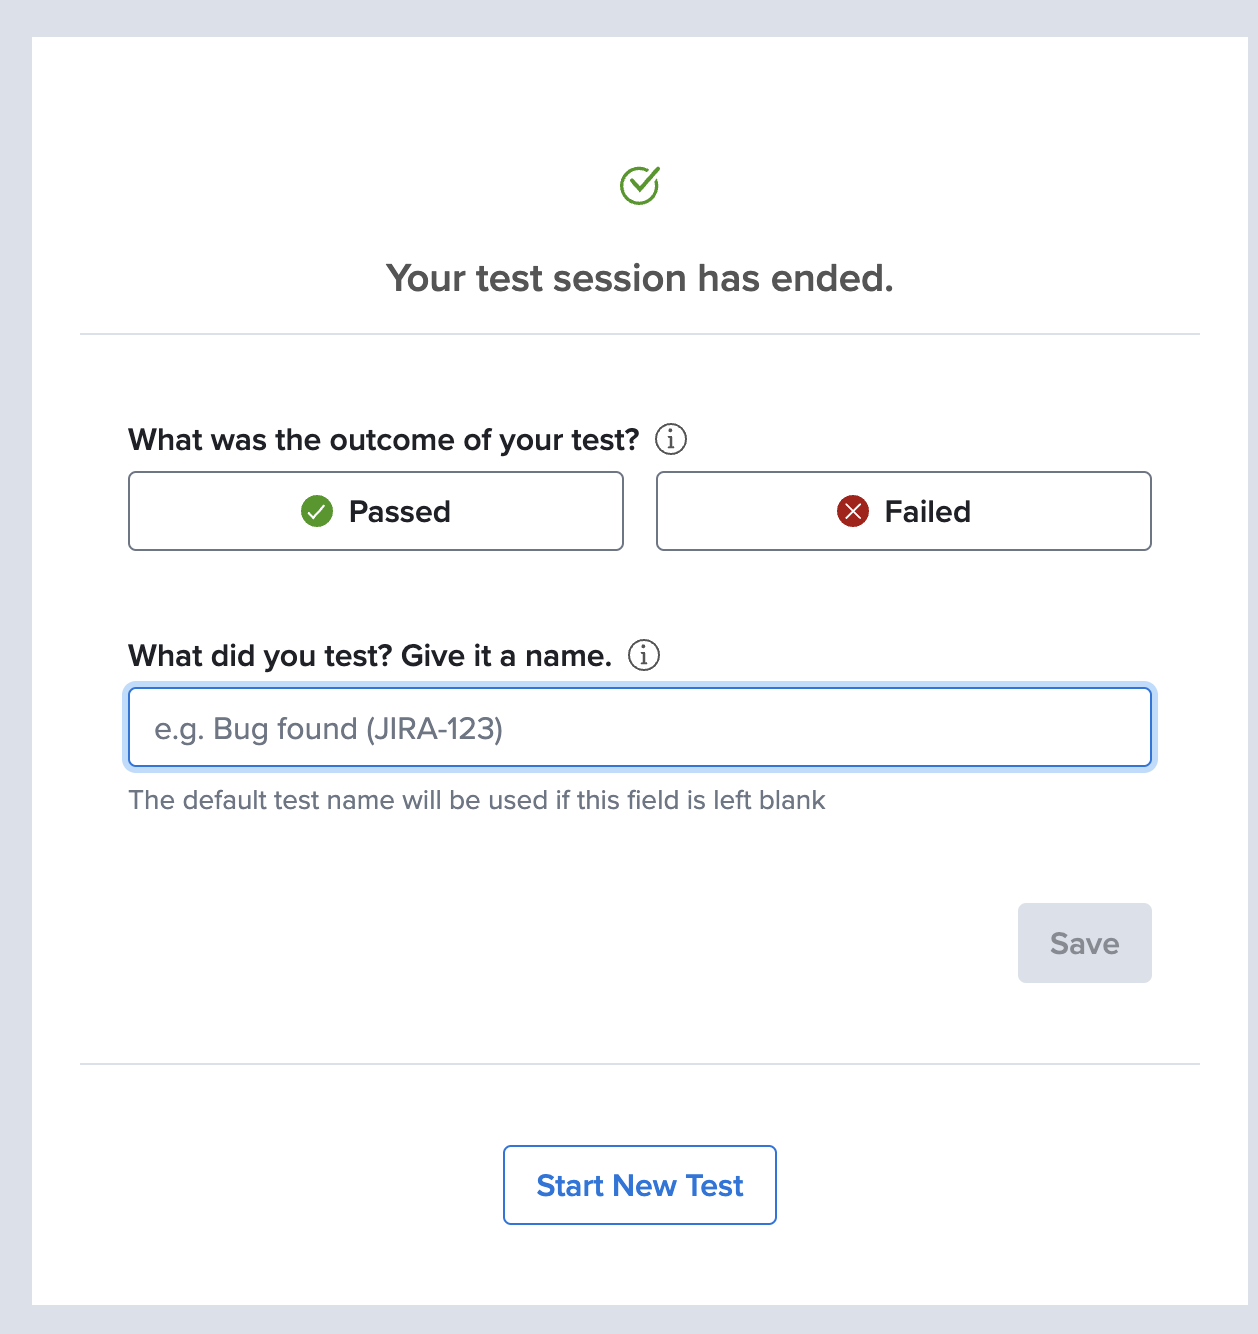 Your test session has ended.
What was the outcome of your test?
Passed
Failed
What did you test? Give it a name.
e.g. Bug found (JIRA-123)
The default test name will be used if this field is left blank
Save
Start New Test